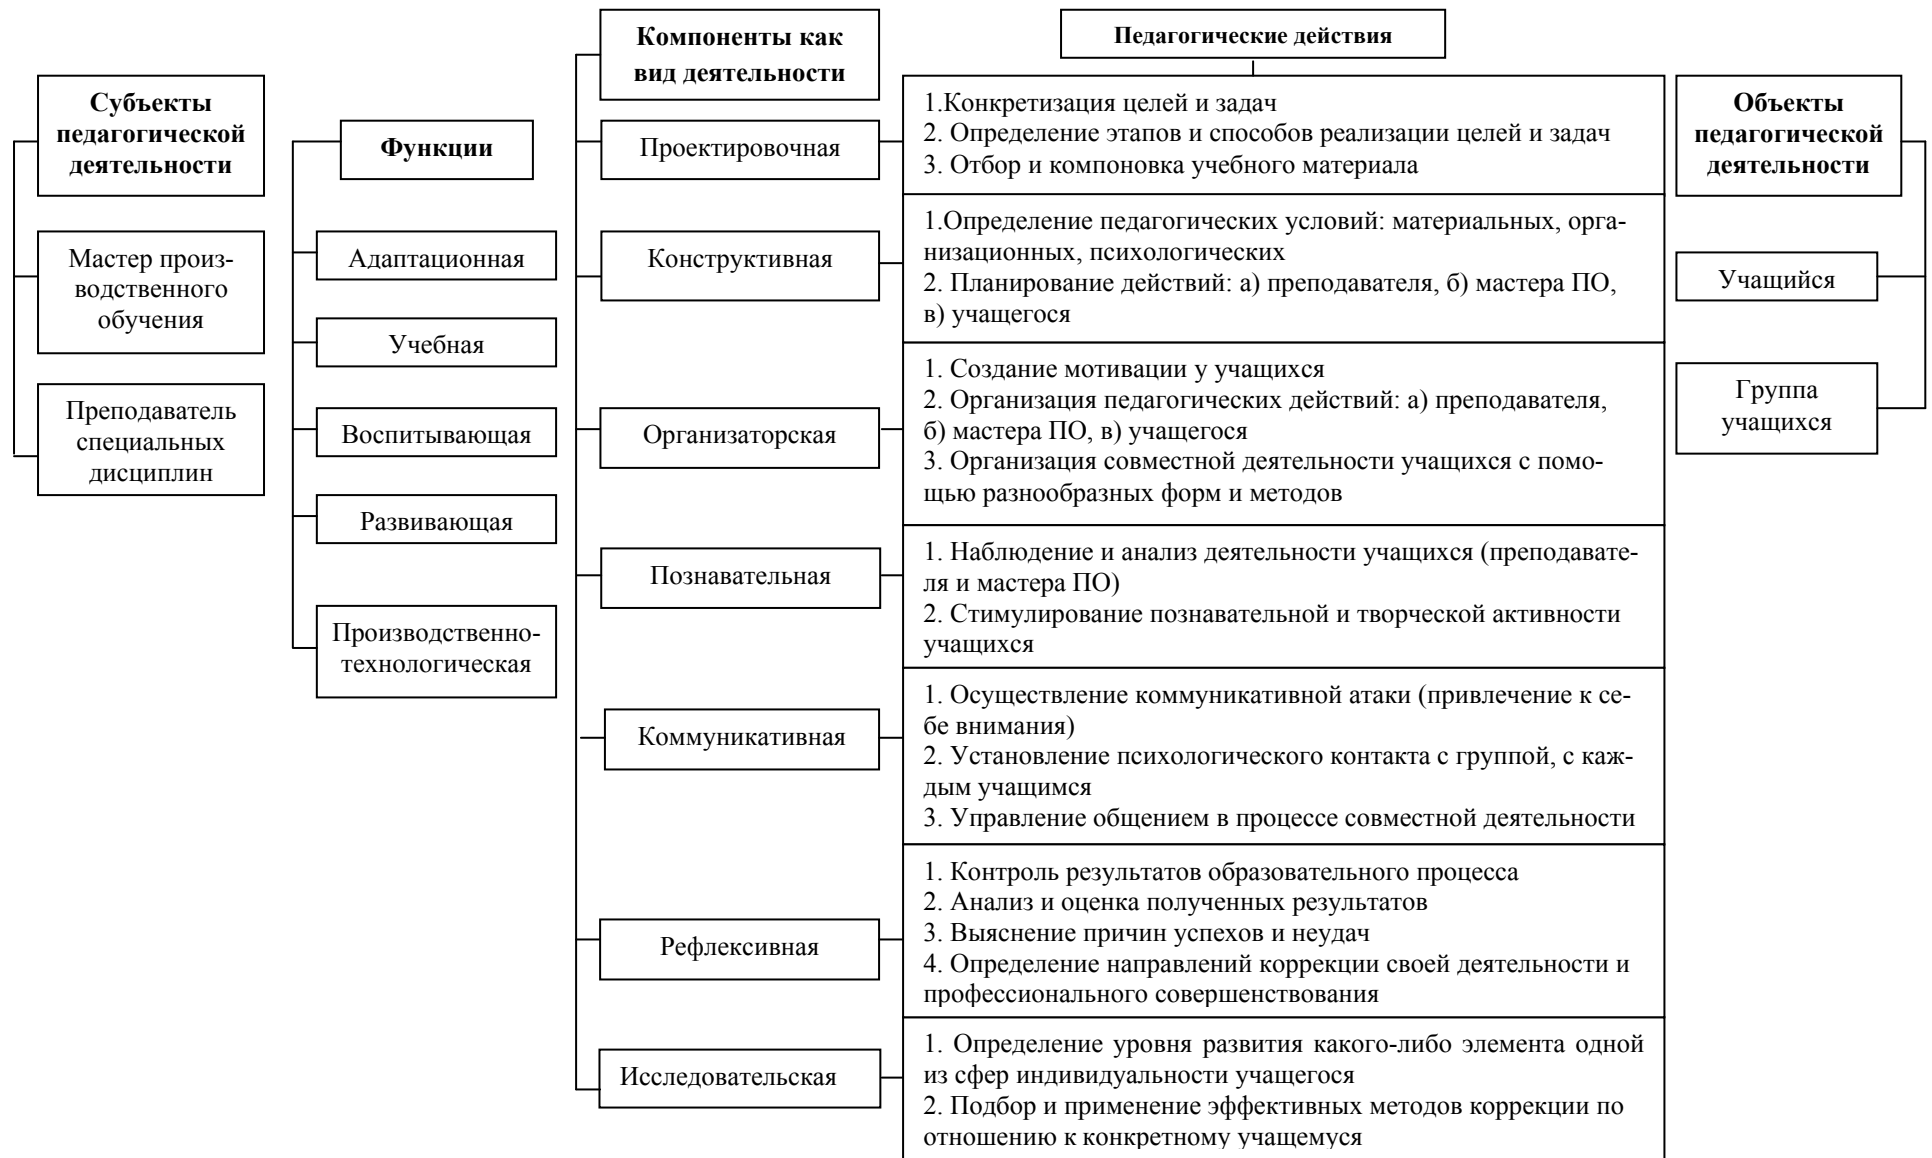 Субъекты
педагогической
деятельности
Мастер произ-
водственного
обучения
Преподаватель
специальных
дисциплин
Функции
Адаптационная
Учебная
Воспитывающая
Развивающая
Производственно-
технологическая
Компоненты как
вид деятельности
Педагогические действия
Проектировочная
1.Конкретизация целей и задач
2. Определение этапов и способов реализации целей и задач
3. Отбор и компоновка учебного материала
Конструктивная
1.Определение педагогических условий: материальных, орга-
низационных, психологических
2. Планирование действий: а) преподавателя, б) мастера ПО,
в) учащегося
Организаторская
1. Создание мотивации у учащихся
2. Организация педагогических действий: а) преподавателя,
б) мастера ПО, в) учащегося
3. Организация совместной деятельности учащихся с помо-
щью разнообразных форм и методов
Познавательная
1. Наблюдение и анализ деятельности учащихся (преподавате-
ля и мастера ПО)
2. Стимулирование познавательной и творческой активности
учащихся
Коммуникативная
1. Осуществление коммуникативной атаки (привлечение к се-
бе внимания)
2. Установление психологического контакта с группой, с каж-
дым учащимся
3. Управление общением в процессе совместной деятельности
Рефлексивная
1. Контроль результатов образовательного процесса
2. Анализ и оценка полученных результатов
3. Выяснение причин успехов и неудач
4. Определение направлений коррекции своей деятельности и
профессионального совершенствования
Исследовательская
1. Определение уровня развития какого-либо элемента одной
из сфер индивидуальности учащегося
2. Подбор и применение эффективных методов коррекции по
отношению к конкретному учащемуся
Объекты
педагогической
деятельности
Учащийся
Группа
учащихся